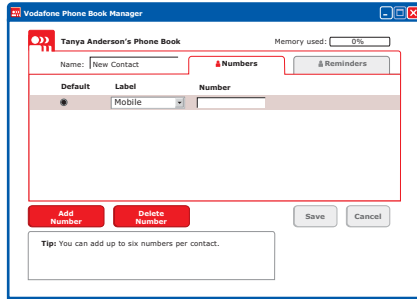 Vodafone Phone Book Manager
Tanya Anderson's Phone Book
Memory used: 0%
Name: New Contact
Numbers
Reminders
Default Label Number
Mobile
Add Number
Delete Number
Save
Cancel
Tip: You can add up to six numbers per contact.